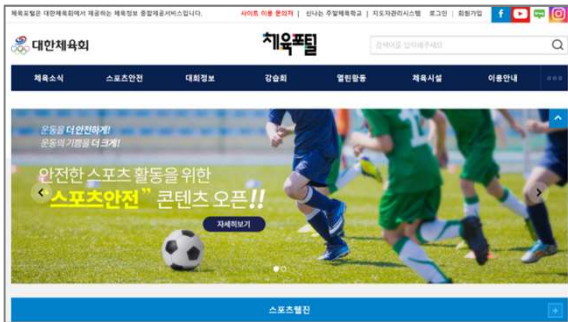 체육포털은 대한체육회에서 제공하는 체육정보 종합제공서비스입니다.
사이트 이용 문의처 | 신나는 주말체육학교 | 지도자관리시스템 로그인 | 회원가입
대한체육회
체육포털
검색어를 입력해주세요.
체육소식 스포츠안전 대회정보 강습회 열린활동 체육시설 이용안내
운동을 더 안전하게!
운동의 기쁨을 더 크게!
안전한 스포츠 활동을 위한
“스포츠안전” 콘텐츠 오픈!!
자세히보기
스포츠웹진